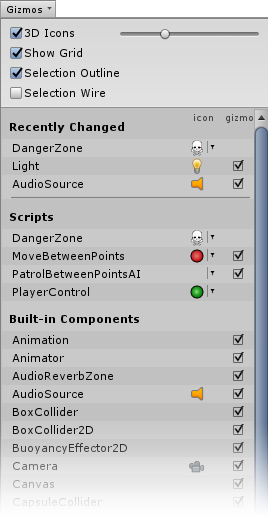 Gizmos
3D Icons
Show Grid
Selection Outline
Selection Wire
icon gizmo
Recently Changed
DangerZone
Light
AudioSource
Scripts
DangerZone
MoveBetweenPoints
PatrolBetweenPointsAI
PlayerControl
Built-in Components
Animation
Animator
AudioReverbZone
AudioSource
BoxCollider
BoxCollider2D
BuoyancyEffector2D
Camera
Canvas
CapsuleCollider